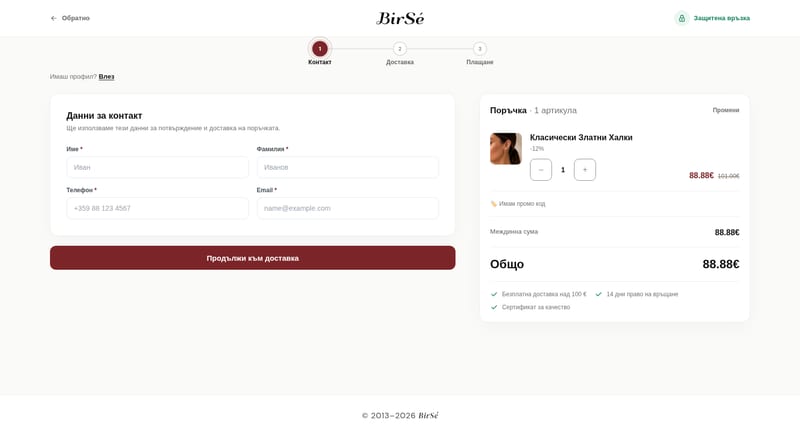 ← Обратно
BirSé
Защитена връзка
1
2
3
Контакт
Доставка
Плащане
Имаш профил? Влез
Данни за контакт
Ще използваме тези данни за потвърждение и доставка на поръчката.
Име *
Фамилия *
Иван
Иванов
Телефон *
Email *
+359 88 123 4567
name@example.com
Продължи към доставка
Поръчка · 1 артикула
Промени
Класически Златни Халки
-12%
− 1 +
88.88€ 101.00€
🏷️ Имам промо код
Междинна сума 88.88€
Общо 88.88€
✓ Безплатна доставка над 100 € ✓ 14 дни право на връщане
✓ Сертификат за качество
© 2013–2026 BirSé